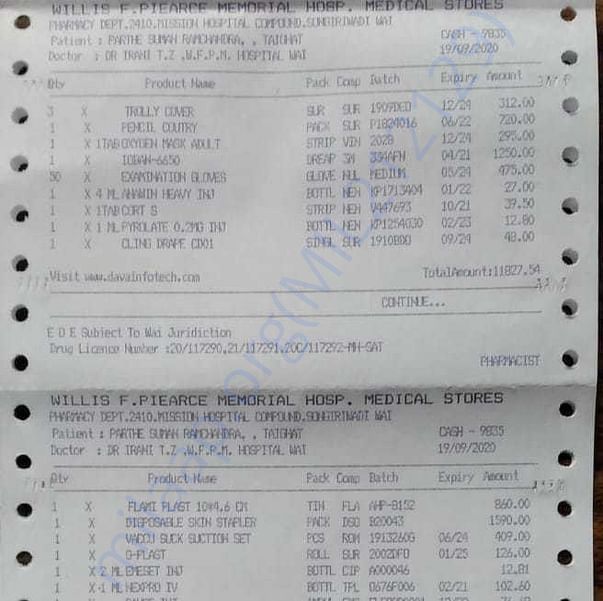 WILLIS F.PIEARCE MEMORIAL HOSP. MEDICAL STORES
PHARMACY DEPT.2410.MISSION HOSPITAL COMPOUND.SONGIRIWADI WAI
Patient : PARTHE SUMAN RAMCHANDRA, , TAIGHAT CASH - 9835
Doctor : DR IRANI T.Z .W.F.P.M. HOSPITAL WAI 19/09/2020
Qty Product Name Pack Comp Batch Expiry Amount
3 X TROLLY COVER SUR SUR 1909DED 12/24 312.00
1 X PENCIL COUTRY PACK SUR P1824016 06/22 720.00
1 X 1TAB OXYGEN MASK ADULT STRIP VIN 2028 12/24 295.00
1 X IOBAN-6650 DREAP 3M 334AFN 04/21 1250.00
50 X EXAMINATION GLOVES GLOVE NUL MEDIUM 05/24 475.00
1 X 4 ML ANAWIN HEAVY INJ BOTTL NEN KP1713404 01/22 27.00
1 X 1TAB CORT S STRIP NEN V447693 10/21 39.50
1 X 1 ML PYROLATE 0.2MG INJ BOTTL NEN KP1254030 02/23 12.80
1 X CLING DRAPE CD01 SINGL SUR 1910BDO 09/24 48.00
Visit www.davainfotech.com TotalAmount:11827.54
CONTINUE...
E O E Subject To Wai Juridiction
Drug Licence Number :20/117290,21/117291,20C/117292-MH-SAT
PHARMACIST
WILLIS F.PIEARCE MEMORIAL HOSP. MEDICAL STORES
PHARMACY DEPT.2410.MISSION HOSPITAL COMPOUND.SONGIRIWADI WAI
Patient : PARTHE SUMAN RAMCHANDRA, , TAIGHAT CASH - 9835
Doctor : DR IRANI T.Z .W.F.P.M. HOSPITAL WAI 19/09/2020
Qty Product Name Pack Comp Batch Expiry Amount
1 X FLAMI PLAST 10*4.6 CM TIN FLA AHP-8152 860.00
1 X DISPOSABLE SKIN STAPLER PACK DSO B20043 1590.00
1 X VACCU SUCK SUCTION SET PCS ROM 1913260G 06/24 409.00
1 X G-PLAST ROLL SUR 2002DFO 01/25 126.00
1 X 2 ML EMESET INJ BOTTL CIP A000046 12.81
1 X 1 ML NEXPRO IV BOTTL TPL 0676F006 02/21 102.60